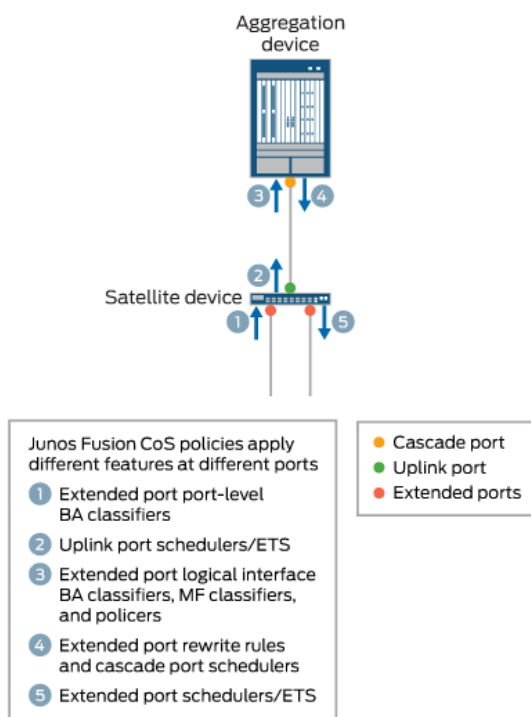 Aggregation
device
3
4
2
Satellite device
1
5
Junos Fusion CoS policies apply
different features at different ports
1 Extended port port-level
BA classifiers
2 Uplink port schedulers/ETS
3 Extended port logical interface
BA classifiers, MF classifiers,
and policers
4 Extended port rewrite rules
and cascade port schedulers
5 Extended port schedulers/ETS
Cascade port
Uplink port
Extended ports